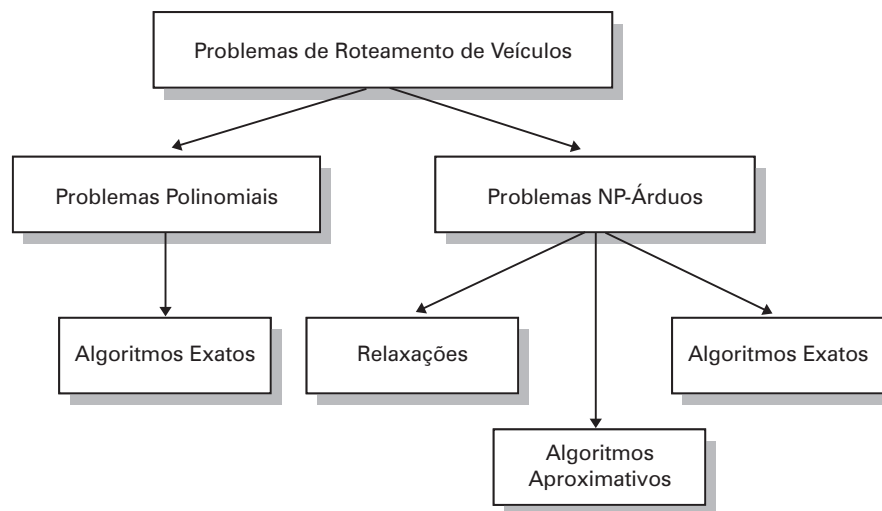 Problemas de Roteamento de Veículos
Problemas Polinomiais
Problemas NP-Árduos
Algoritmos Exatos
Relaxações
Algoritmos Exatos
Algoritmos
Aproximativos